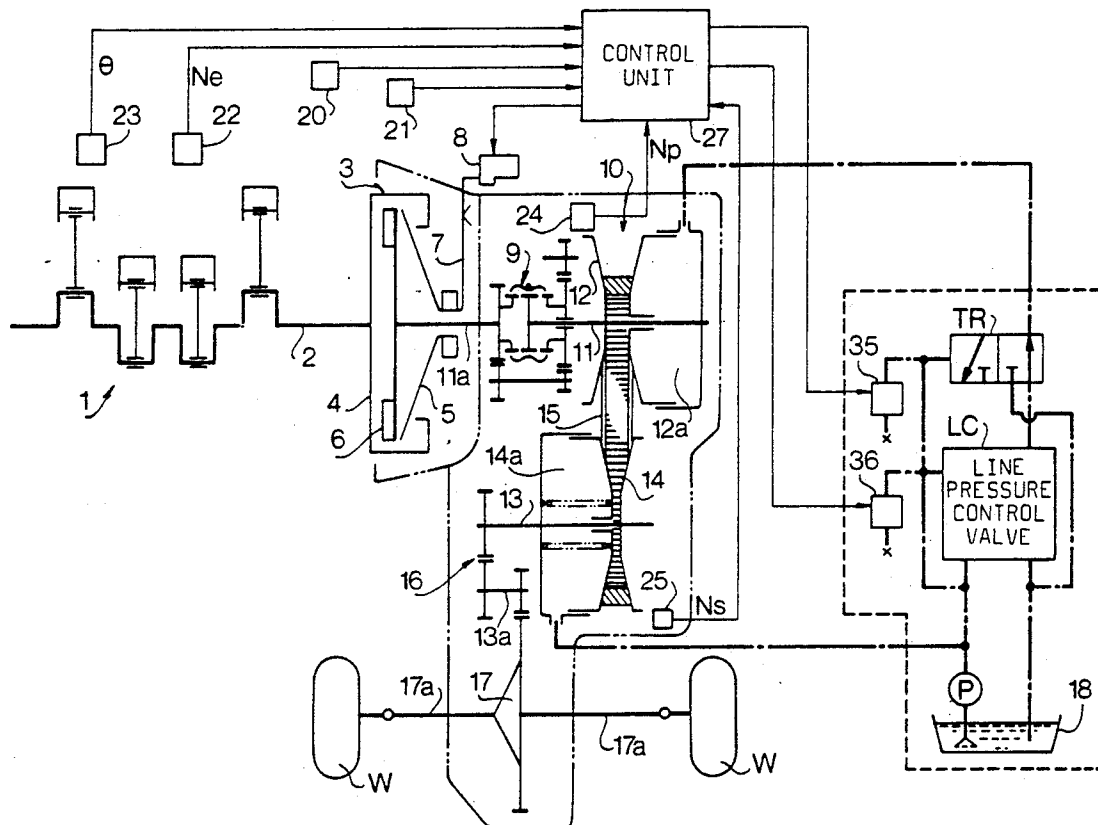 CONTROL
UNIT
θ
Ne
23
22
20
21
27
Np
8
3
10
24
7
9
12
TR
35
2
11a
11
1
4
5
6
15
12a
LC
14a
14
36
LINE
PRESSURE
CONTROL
VALVE
13
16
25
Ns
13a
17a
17
P
18
17a
W
W